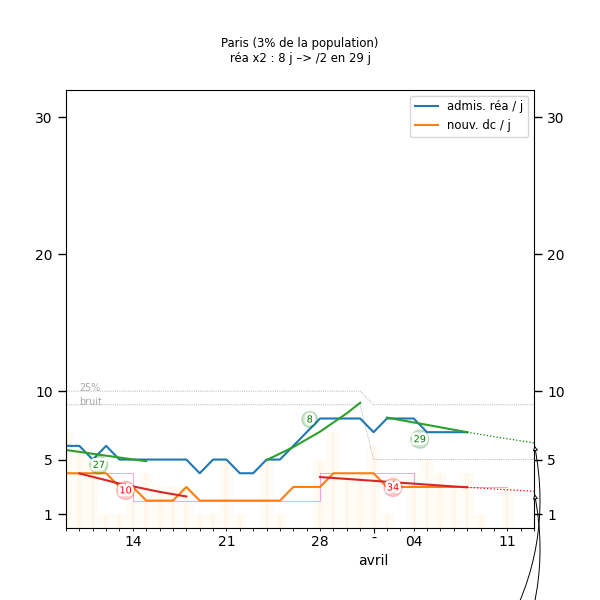 Paris (3% de la population)
réa x2 : 8 j –> /2 en 29 j
admis. réa / j
nouv. dc / j
30 30
20 20
25%
10 10
bruit
8
29
27
5 5
10
34
1 1
14 21 28 - 04 11
avril